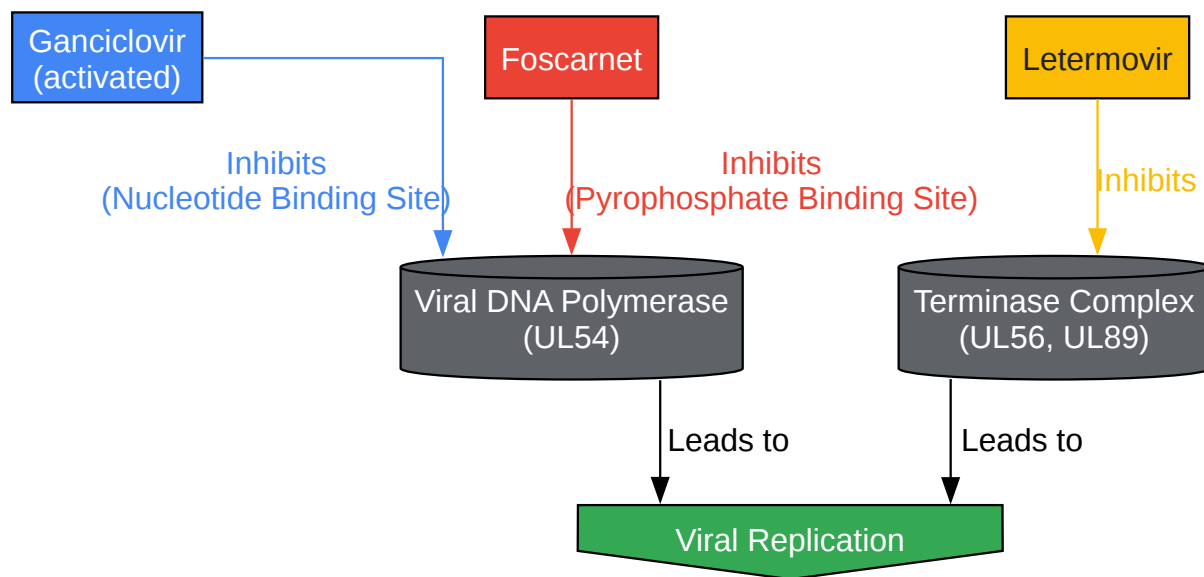 Ganciclovir
(activated)
Foscarnet
Letermovir
Inhibits
(Nucleotide Binding Site)
Inhibits
(Pyrophosphate Binding Site)
Inhibits
Viral DNA Polymerase
(UL54)
Terminase Complex
(UL56, UL89)
Leads to
Leads to
Viral Replication